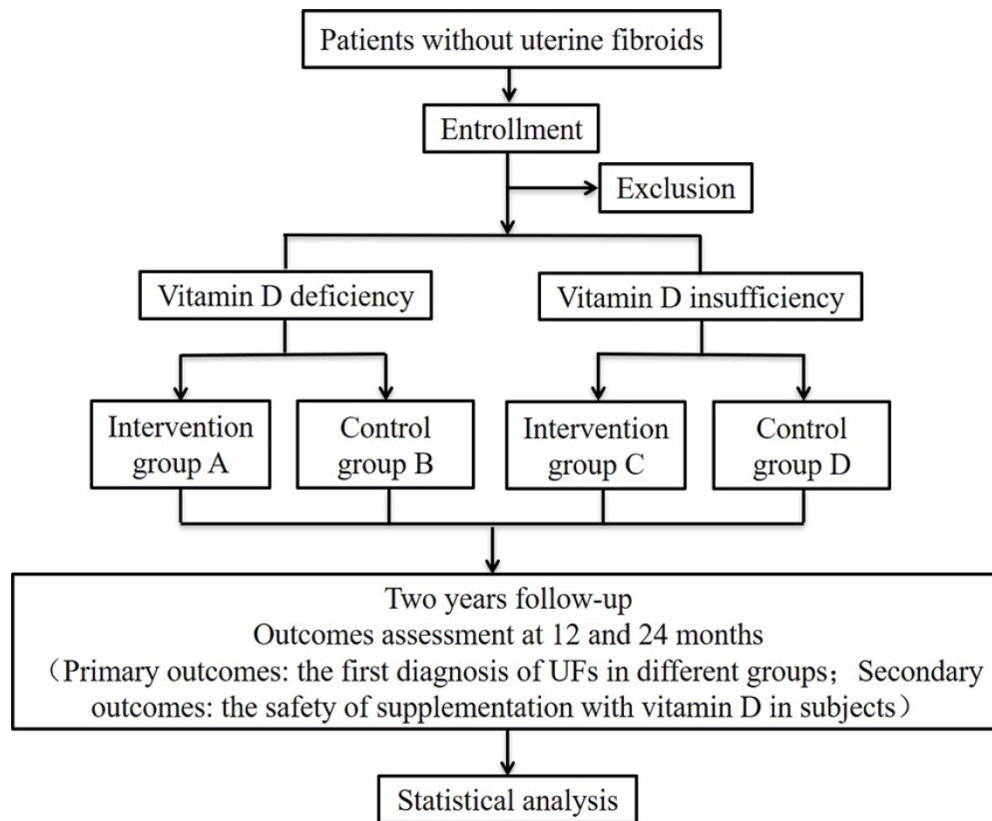 Patients without uterine fibroids
Entrollment
Exclusion
Vitamin D deficiency
Vitamin D insufficiency
Intervention
group A
Control
group B
Intervention
group C
Control
group D
Two years follow-up
Outcomes assessment at 12 and 24 months
（Primary outcomes: the first diagnosis of UFs in different groups；Secondary
outcomes: the safety of supplementation with vitamin D in subjects）
Statistical analysis